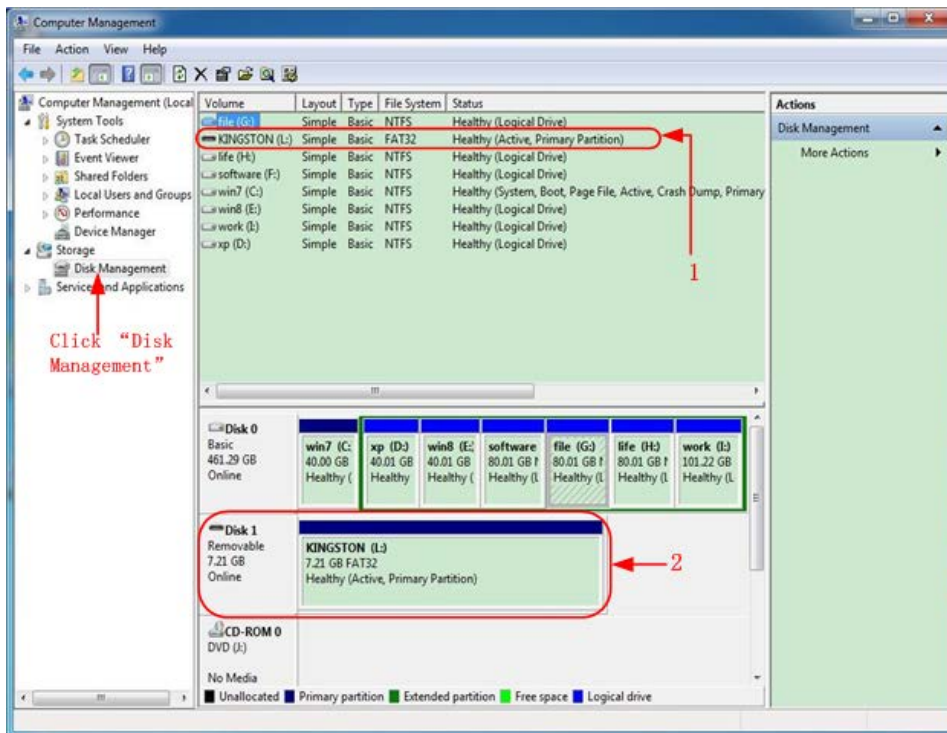 Computer Management
File Action View Help
Computer Management (Local
System Tools
Task Scheduler
Event Viewer
Shared Folders
Local Users and Groups
Performance
Device Manager
Storage
Disk Management
Services and Applications
Click “Disk
Management”
Volume Layout Type File System Status
file (G:) Simple Basic NTFS Healthy (Logical Drive)
KINGSTON (L:) Simple Basic FAT32 Healthy (Active, Primary Partition)
life (H:) Simple Basic NTFS Healthy (Logical Drive)
software (F:) Simple Basic NTFS Healthy (Logical Drive)
win7 (C:) Simple Basic NTFS Healthy (System, Boot, Page File, Active, Crash Dump, Primary
win8 (E:) Simple Basic NTFS Healthy (Logical Drive)
work (I:) Simple Basic NTFS Healthy (Logical Drive)
xp (D:) Simple Basic NTFS Healthy (Logical Drive)
1
Disk 0
Basic
461.29 GB
Online
win7 (C:
40.00 GB
Healthy (
xp (D:)
40.01 GB
Healthy
win8 (E:
40.01 GB
Healthy (
software
80.01 GB
Healthy (L
file (G:)
80.01 GB
Healthy (L
life (H:)
80.01 GB
Healthy (L
work (I:)
101.22 GB
Healthy (L
Disk 1
Removable
7.21 GB
Online
KINGSTON (L:)
7.21 GB FAT32
Healthy (Active, Primary Partition)
2
CD-ROM 0
DVD (J:)
No Media
Unallocated Primary partition Extended partition Free space Logical drive
Actions
Disk Management
More Actions